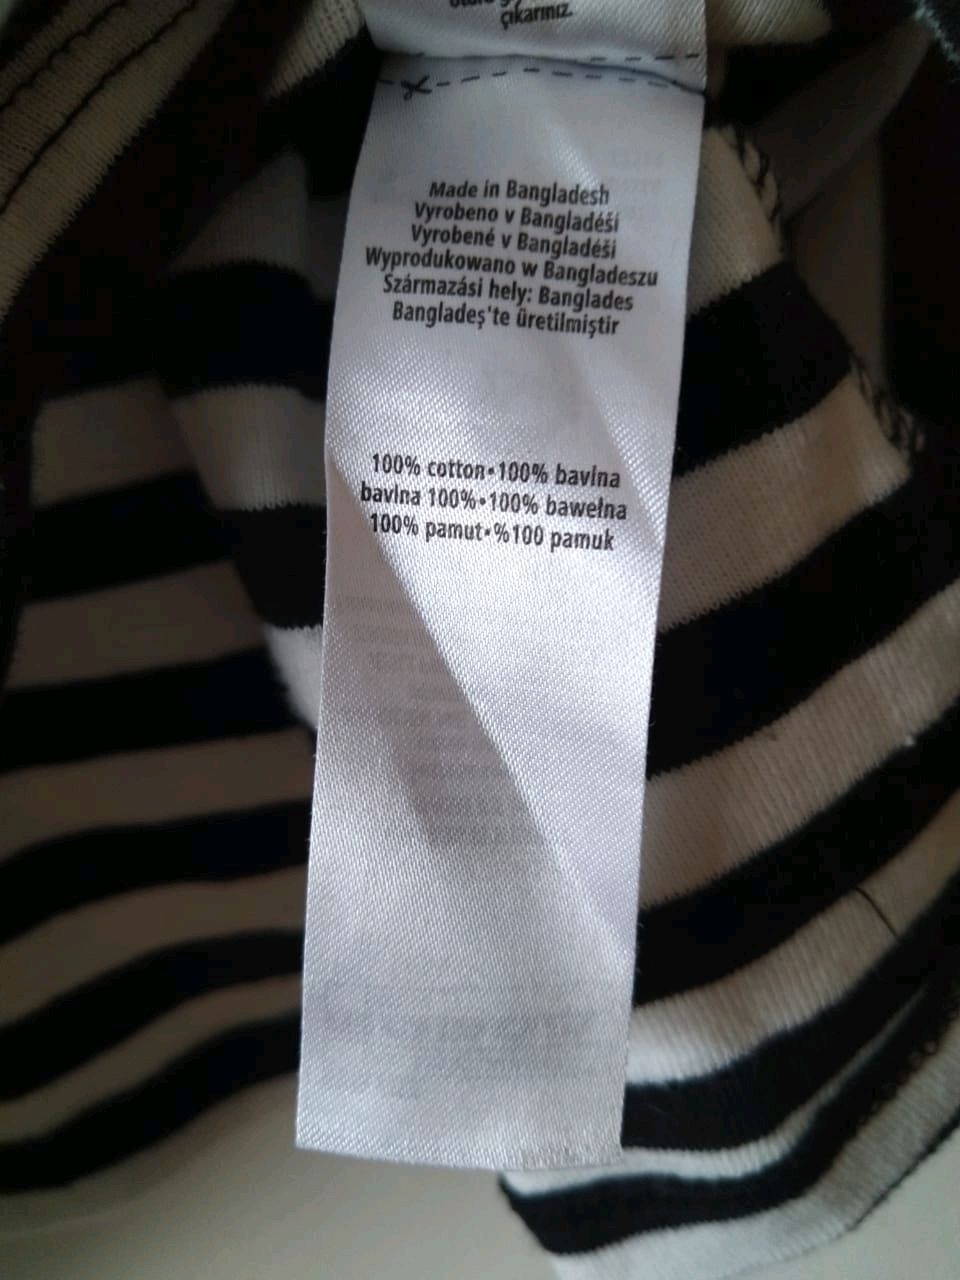 çıkarınız.
Made in Bangladesh
Vyrobeno v Bangladéši
Vyrobené v Bangladéši
Wyprodukowano w Bangladeszu
Származási hely: Banglades
Bangladeş'te üretilmiştir
100% cotton•100% bavlna
bavlna 100%•100% bawełna
100% pamut•%100 pamuk